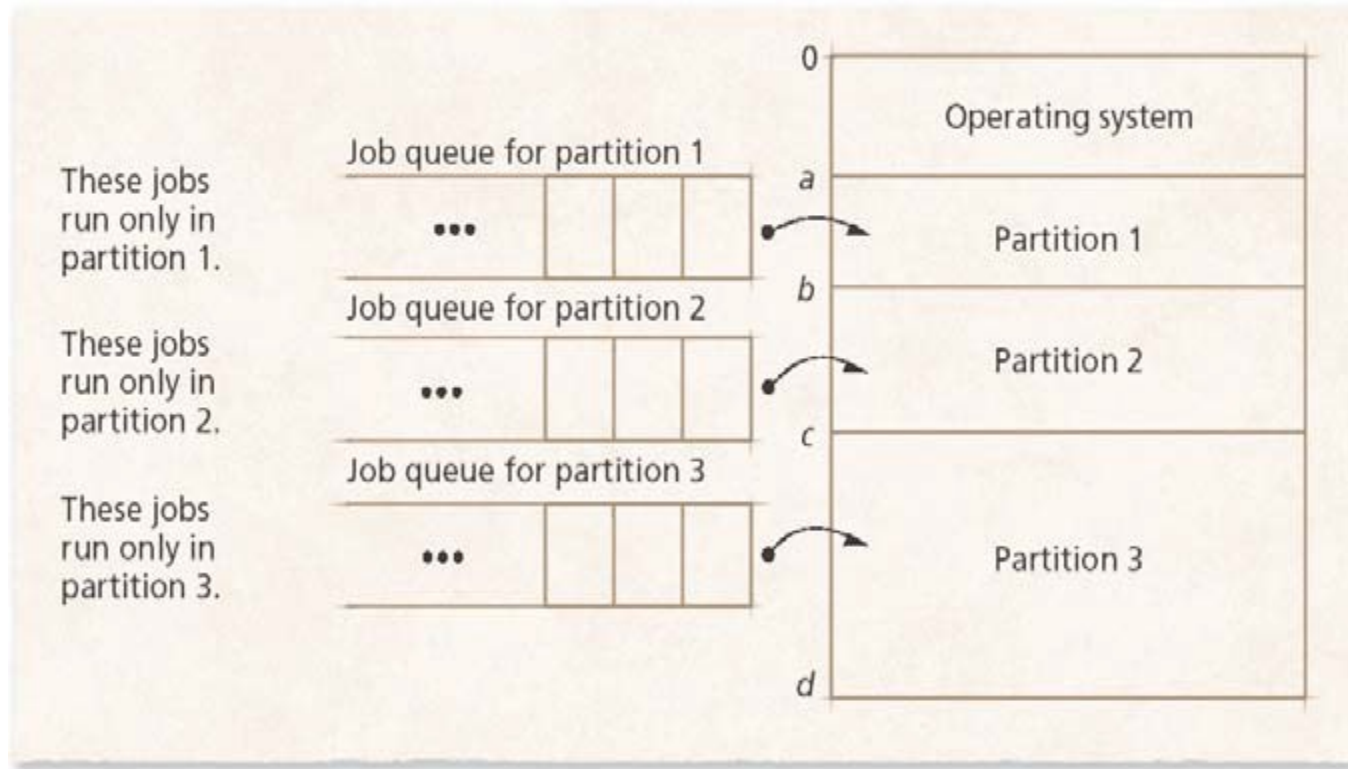 0
Operating system
Job queue for partition 1
These jobs
run only in
partition 1.
•••
a
Partition 1
b
Job queue for partition 2
These jobs
run only in
partition 2.
•••
Partition 2
c
Job queue for partition 3
These jobs
run only in
partition 3.
•••
Partition 3
d